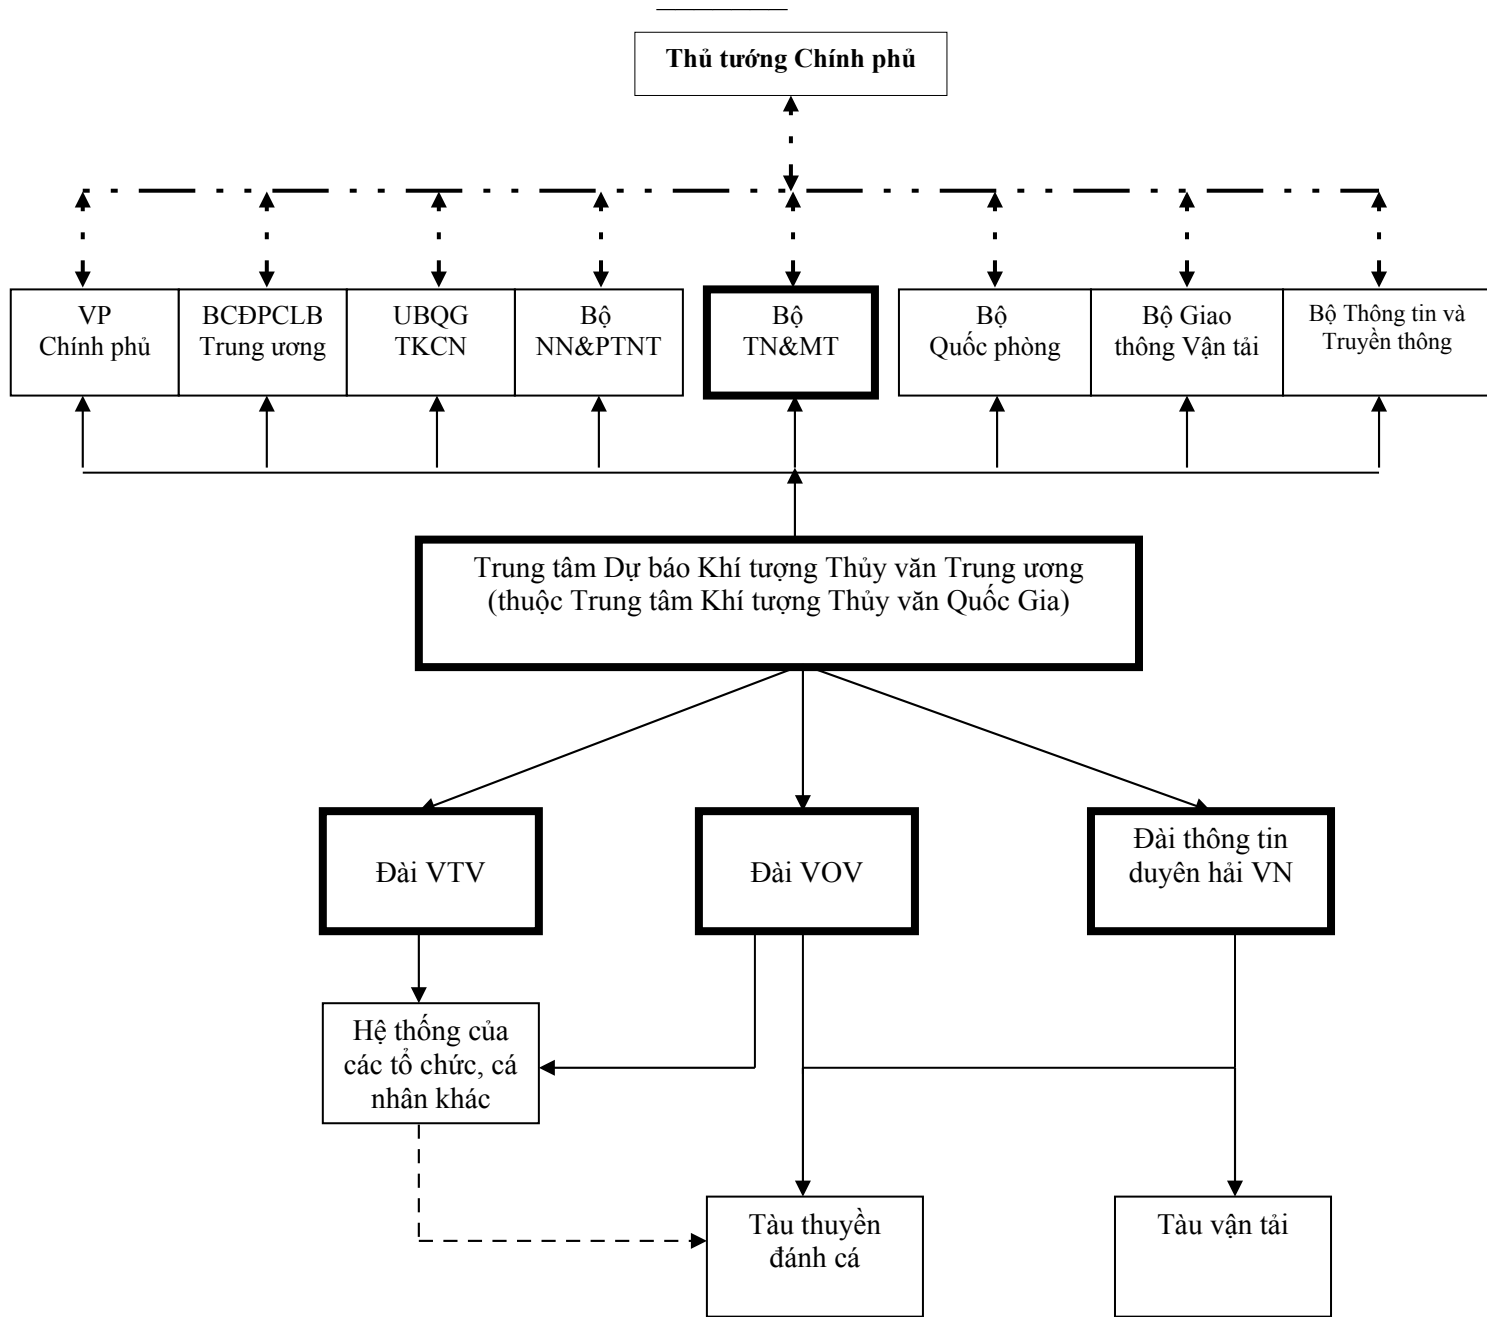 Thủ tướng Chính phủ
VP
Chính phủ
BCĐPCLB
Trung ương
UBQG
TKCN
Bộ
NN&PTNT
Bộ
TN&MT
Bộ
Quốc phòng
Bộ Giao
thông Vận tải
Bộ Thông tin và
Truyền thông
Trung tâm Dự báo Khí tượng Thủy văn Trung ương
(thuộc Trung tâm Khí tượng Thủy văn Quốc Gia)
Đài VTV
Đài VOV
Đài thông tin
duyên hải VN
Hệ thống của
các tổ chức, cá
nhân khác
Tàu thuyền
đánh cá
Tàu vận tải